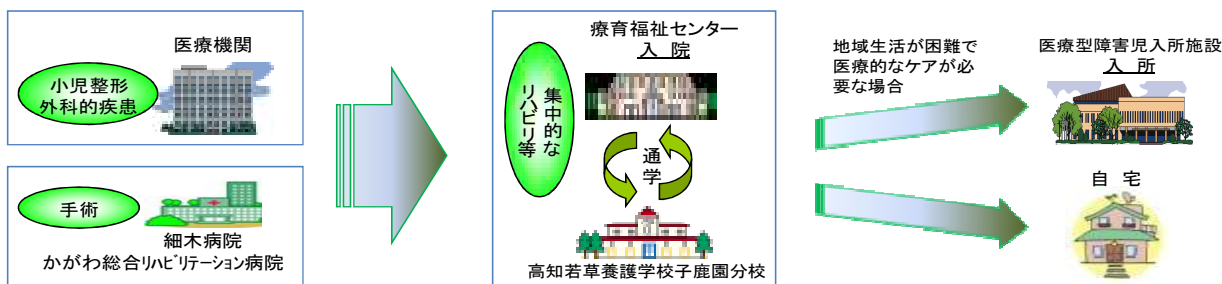 医療機関
小児整形
外科的疾患
手術
細木病院
かがわ総合ﾘﾊﾋﾞﾘﾃｰｼｮﾝ病院
療育福祉センター
入院
集中的な
リハビリ等
通学
高知若草養護学校子鹿園分校
地域生活が困難で
医療的なケアが必
要な場合
医療型障害児入所施設
入所
自宅